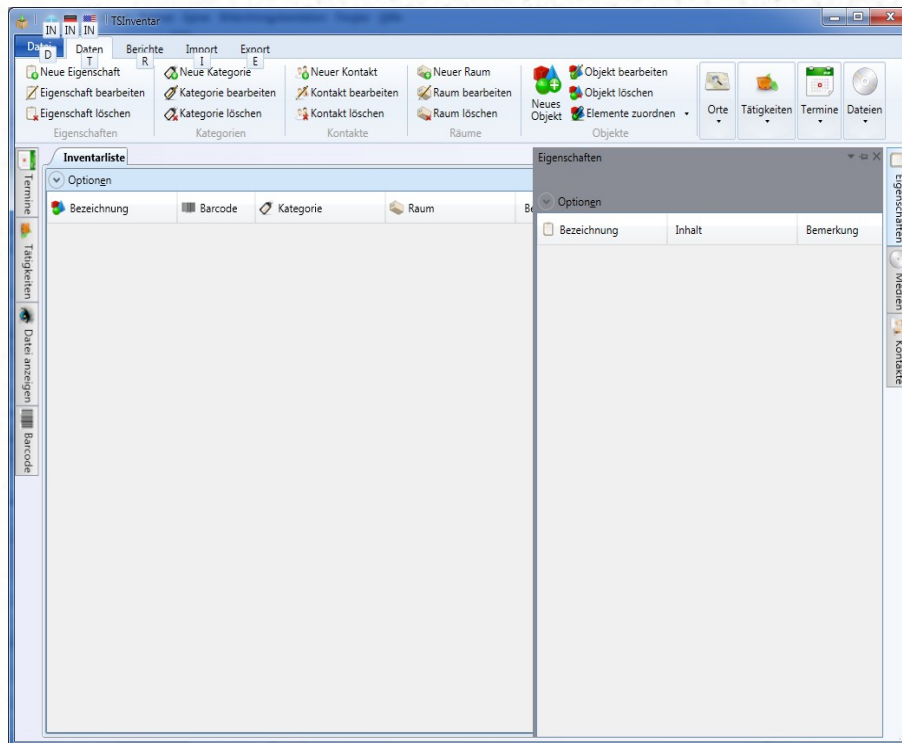 TSInventar
IN IN IN
Datei Daten Berichte Import Export
D T R I E
Neue Eigenschaft Neue Kategorie Neuer Kontakt Neuer Raum Objekt bearbeiten
Eigenschaft bearbeiten Kategorie bearbeiten Kontakt bearbeiten Raum bearbeiten Objekt löschen
Eigenschaft löschen Kategorie löschen Kontakt löschen Raum löschen Elemente zuordnen
Neues
Objekt
Orte Tätigkeiten Termine Dateien
Eigenschaften Kategorien Kontakte Räume Objekte
Inventarliste
Optionen
Bezeichnung Barcode Kategorie Raum Be
Eigenschaften
Optionen
Bezeichnung Inhalt Bemerkung
Termine
Tätigkeiten
Datei anzeigen
Barcode
Eigenschaften
Medien
Kontakte